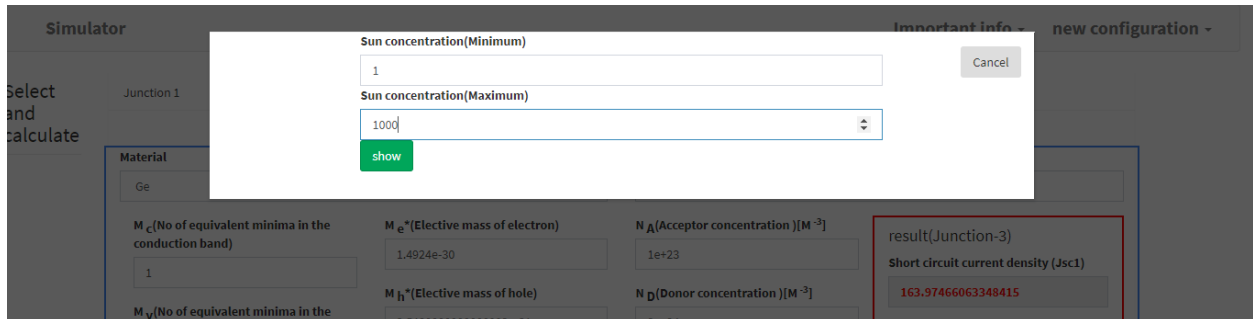 Simulator
Important info
new configuration
Sun concentration(Minimum)
1
Cancel
Sun concentration(Maximum)
1000
show
Select
and
calculate
Junction 1
Material
Ge
M c(No of equivalent minima in the
conduction band)
1
M v(No of equivalent minima in the
M e*(Elective mass of electron)
1.4924e-30
M h*(Elective mass of hole)
N A(Acceptor concentration )[M -3]
1e+23
N D(Donor concentration )[M -3]
result(Junction-3)
Short circuit current density (Jsc1)
163.97466063348415